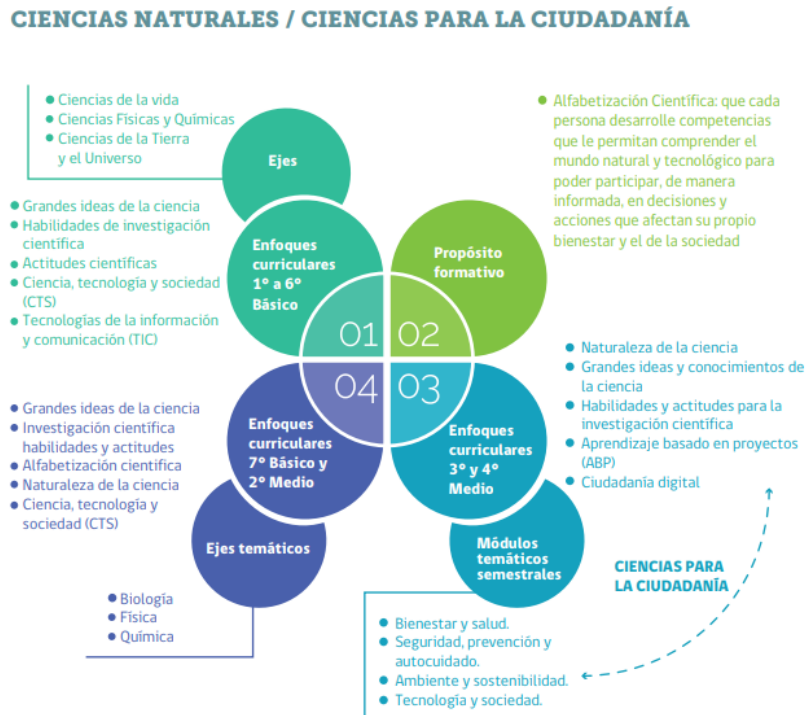 CIENCIAS NATURALES / CIENCIAS PARA LA CIUDADANÍA
● Ciencias de la vida
● Ciencias Físicas y Químicas
● Ciencias de la Tierra
y el Universo
Ejes
● Grandes ideas de la ciencia
● Habilidades de investigación
científica
● Actitudes científicas
● Ciencia, tecnología y sociedad
(CTS)
● Tecnologías de la información
y comunicación (TIC)
Enfoques
curriculares
1° a 6°
Básico
01
● Alfabetización Científica: que cada
persona desarrolle competencias
que le permitan comprender el
mundo natural y tecnológico para
poder participar, de manera
informada, en decisiones y
acciones que afectan su propio
bienestar y el de la sociedad
Propósito
formativo
02
● Naturaleza de la ciencia
● Grandes ideas y conocimientos de
la ciencia
● Habilidades y actitudes para la
investigación científica
● Aprendizaje basado en proyectos
(ABP)
● Ciudadanía digital
03
Enfoques
curriculares
3° y 4°
Medio
Módulos
temáticos
semestrales
CIENCIAS PARA
LA CIUDADANÍA
● Bienestar y salud.
● Seguridad, prevención y
autocuidado.
● Ambiente y sostenibilidad.
● Tecnología y sociedad.
04
Enfoques
curriculares
7° Básico y
2° Medio
● Grandes ideas de la ciencia
● Investigación científica
habilidades y actitudes
● Alfabetización cientifica
● Naturaleza de la ciencia
● Ciencia, tecnología y
sociedad (CTS)
Ejes temáticos
● Biología
● Física
● Química